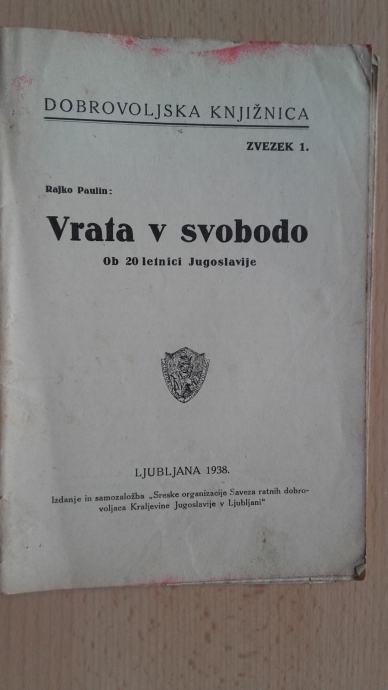 DOBROVOLJSKA KNJIŽNICA
ZVEZEK 1.
Rajko Paulin:
Vrata v svobodo
Ob 20 letnici Jugoslavije
LJUBLJANA 1938.
Izdanje in samozaložba „Sreske organizacije Saveza ratnih dobro-
voljaca Kraljevine Jugoslavije v Ljubljani"